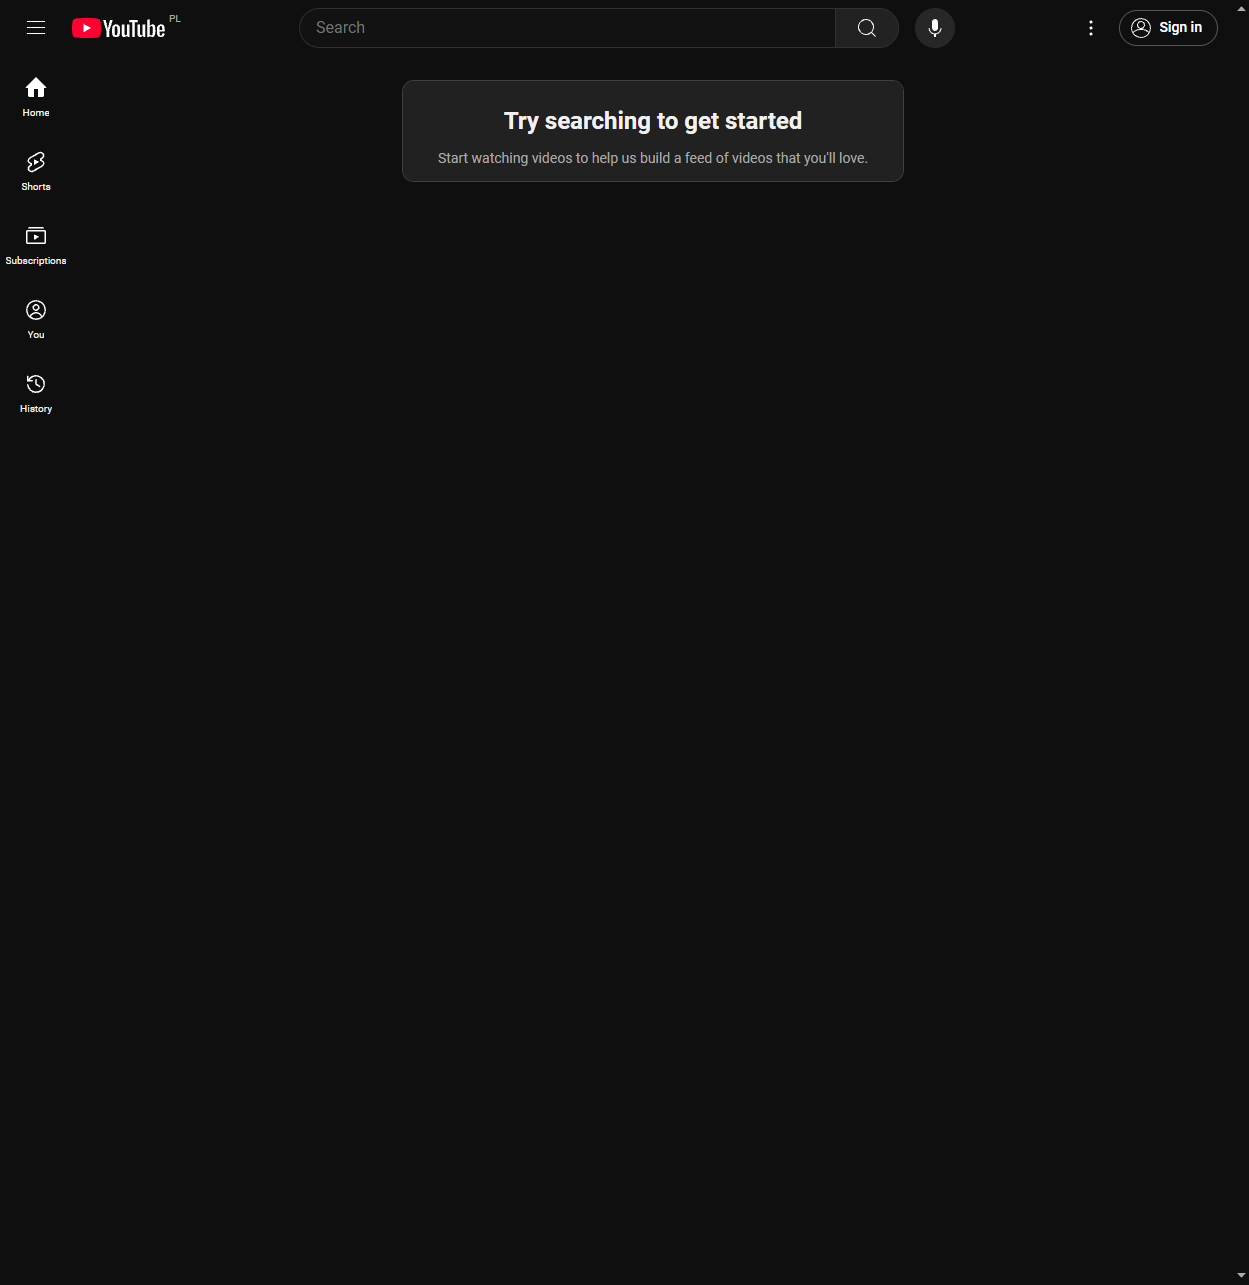 YouTube PL
Search
Sign in
Home
Shorts
Subscriptions
You
History
Try searching to get started
Start watching videos to help us build a feed of videos that you'll love.